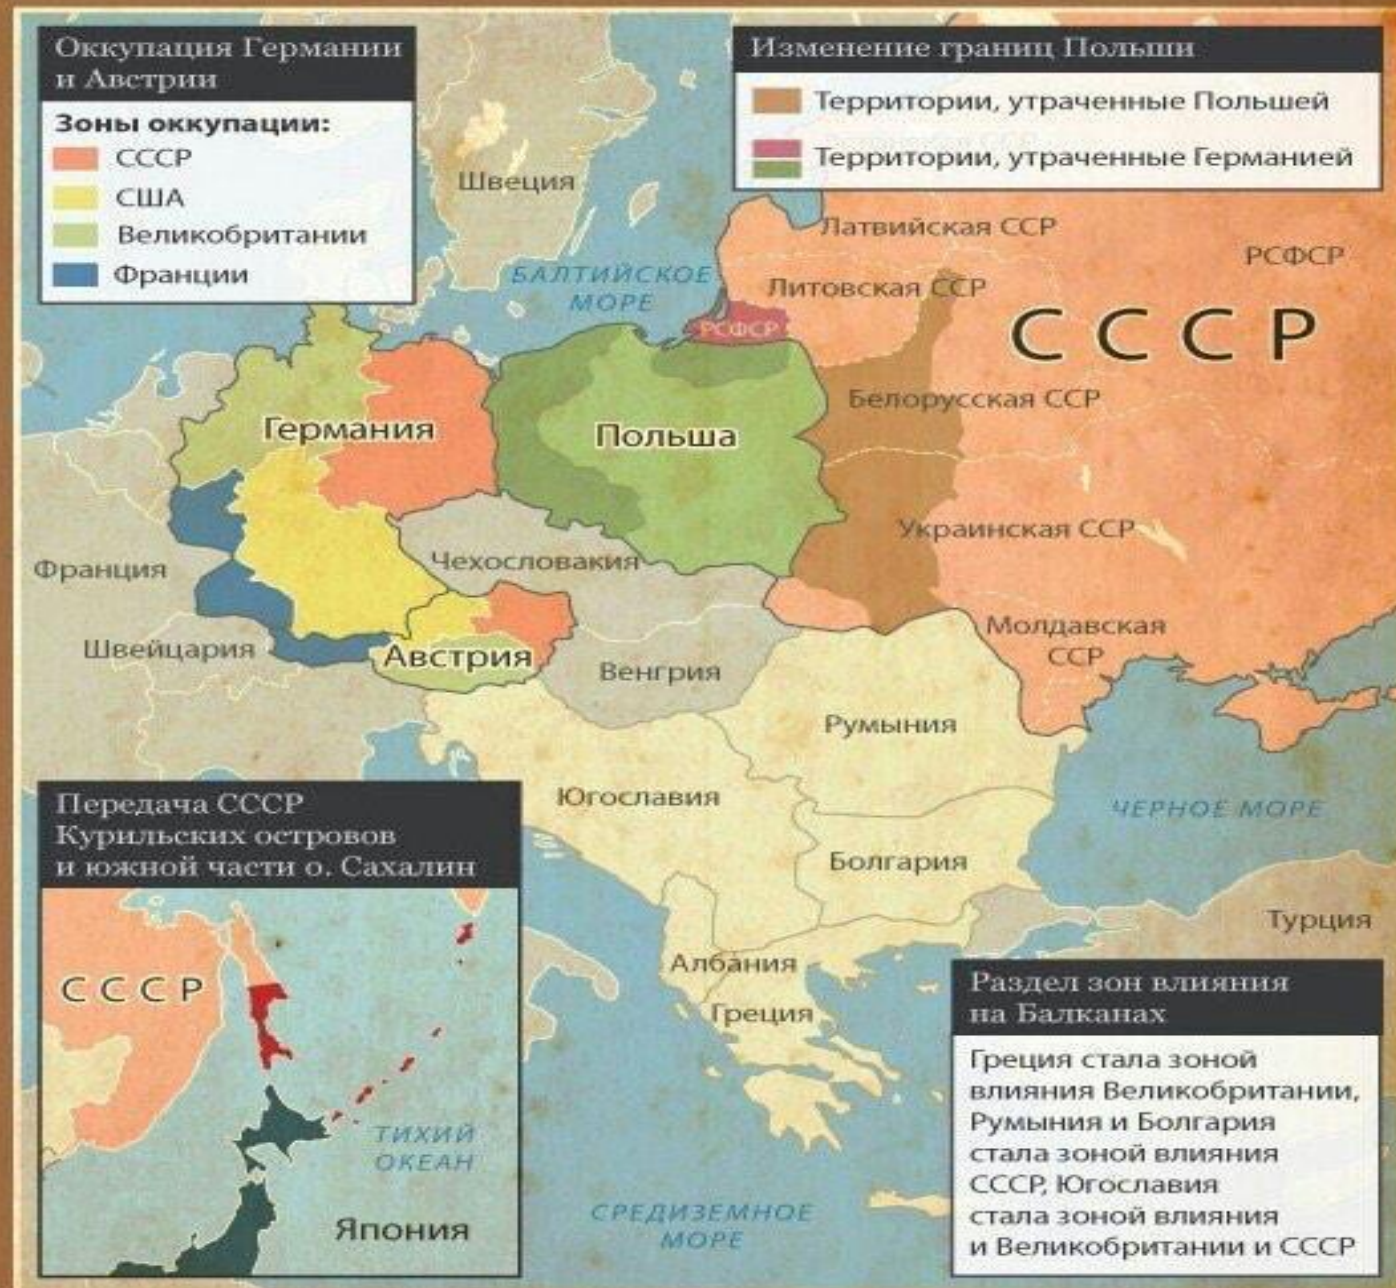 Оккупация Германии
и Австрии
Зоны оккупации:
СССР
США
Великобритании
Франции
Изменение границ Польши
Территории, утраченные Польшей
Территории, утраченные Германией
Швеция
БАЛТИЙСКОЕ
МОРЕ
Латвийская ССР
РСФСР
Литовская ССР
СССР
РСФСР
Белорусская ССР
Германия
Польша
Украинская ССР
Чехословакия
Франция
Молдавская
ССР
Швейцария
Австрия
Венгрия
Румыния
Югославия
ЧЕРНОЕ МОРЕ
Болгария
Турция
Албания
Греция
СРЕДИЗЕМНОЕ
МОРЕ
Передача СССР
Курильских островов
и южной части о. Сахалин
СССР
ТИХИЙ
ОКЕАН
Япония
Раздел зон влияния
на Балканах
Греция стала зоной
влияния Великобритании,
Румыния и Болгария
стала зоной влияния
СССР, Югославия
стала зоной влияния
и Великобритании и СССР